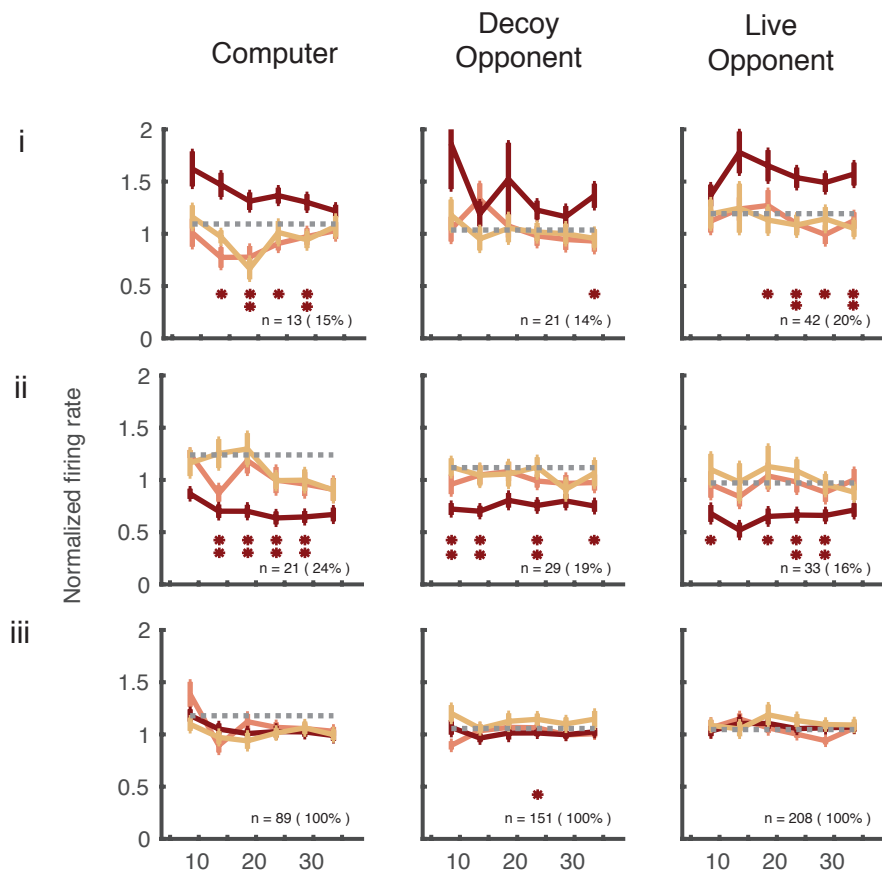 Computer
Decoy
Opponent
Live
Opponent
i
2
1.5
1
0.5
0
n = 13 ( 15% )
n = 21 ( 14% )
n = 42 ( 20% )
ii
Normalized firing rate
2
1.5
1
0.5
0
n = 21 ( 24% )
n = 29 ( 19% )
n = 33 ( 16% )
iii
2
1.5
1
0.5
0
n = 89 ( 100% )
n = 151 ( 100% )
n = 208 ( 100% )
10 20 30
10 20 30
10 20 30